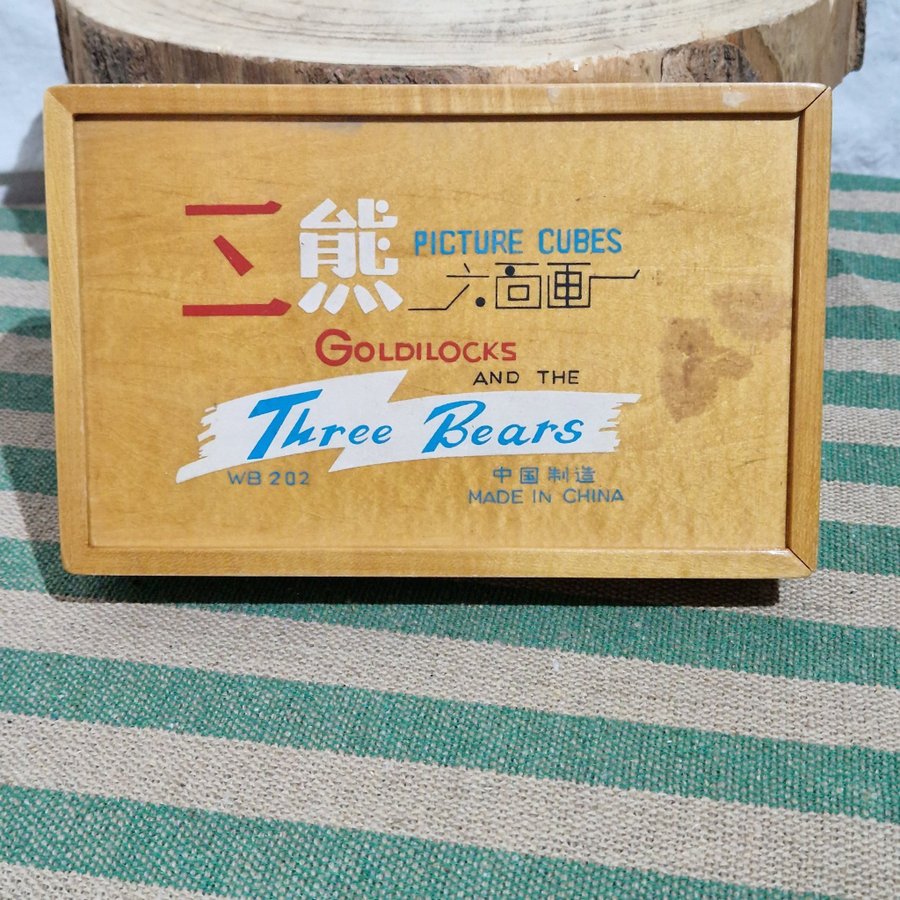 三熊
PICTURE CUBES
六面画
GOLDILOCKS
AND THE
Three Bears
WB 202
中国制造
MADE IN CHINA